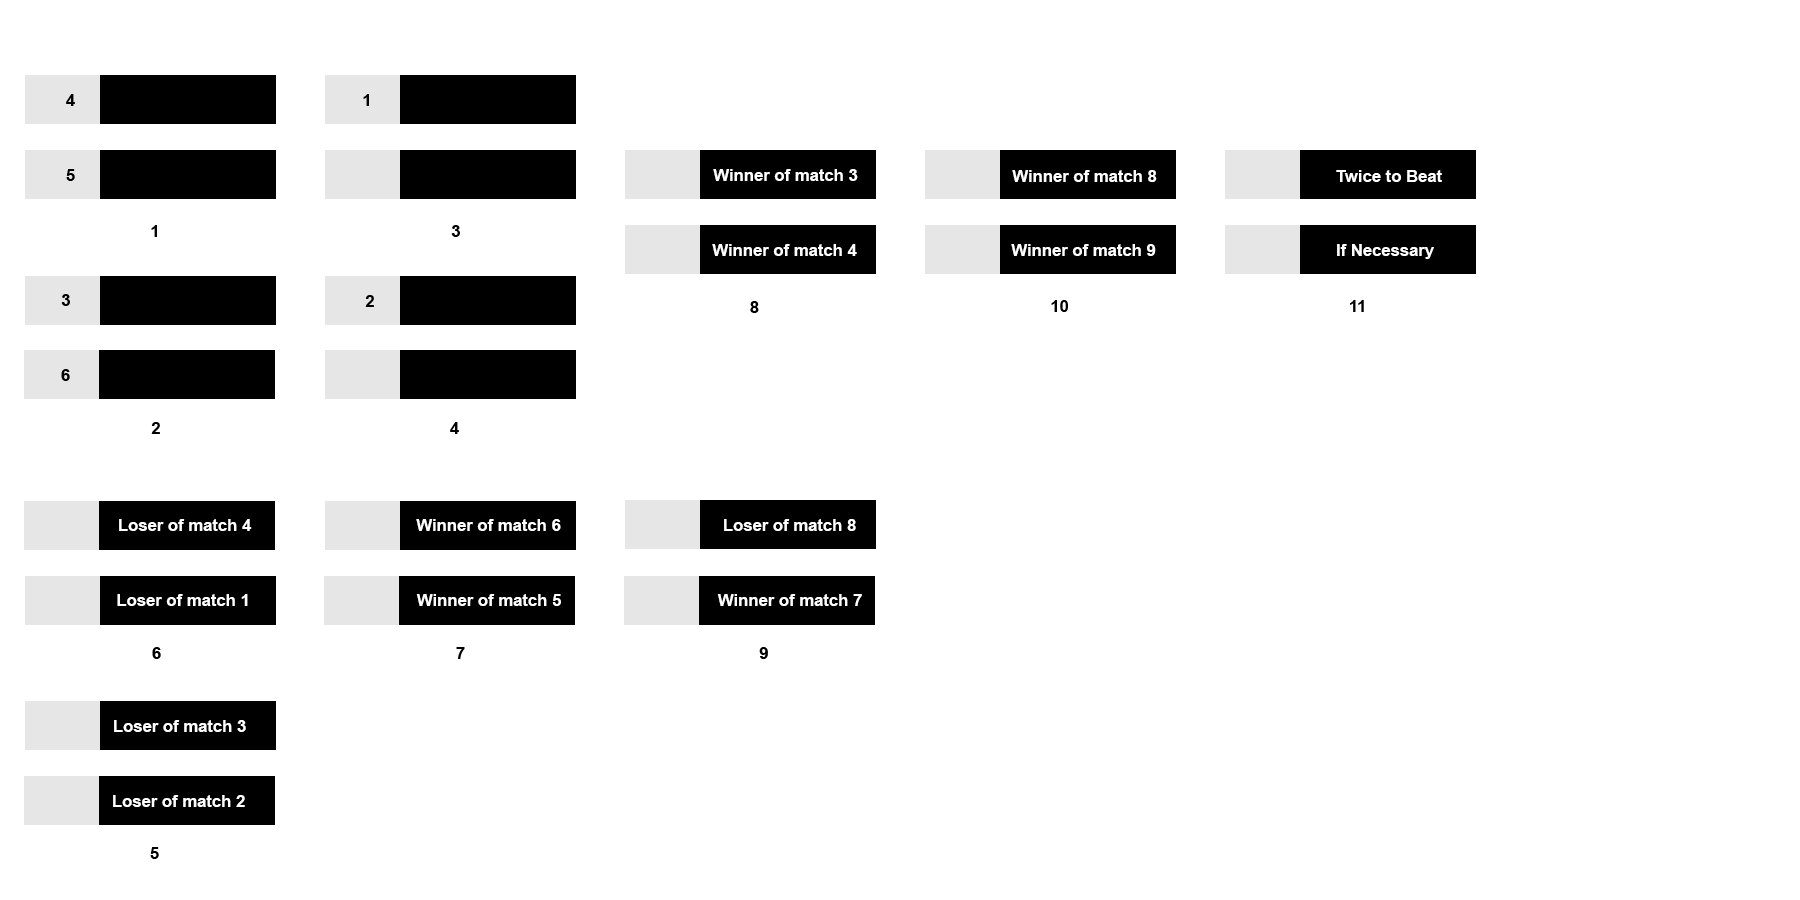 4
5
1
3
6
2
1
3
2
4
Winner of match 3
Winner of match 4
8
Winner of match 8
Winner of match 9
10
Twice to Beat
If Necessary
11
Loser of match 4
Loser of match 1
6
Winner of match 6
Winner of match 5
7
Loser of match 8
Winner of match 7
9
Loser of match 3
Loser of match 2
5